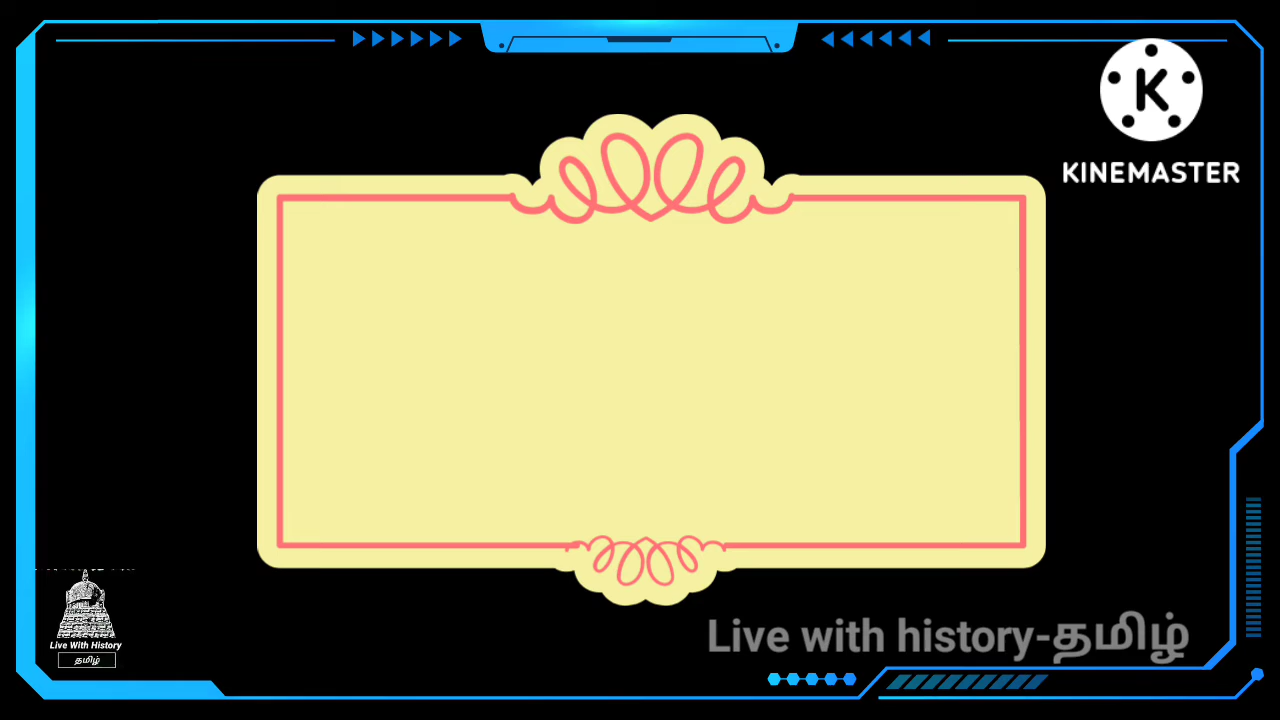 K
KINEMASTER
Live With History
தமிழ்
Live with history-தமிழ்